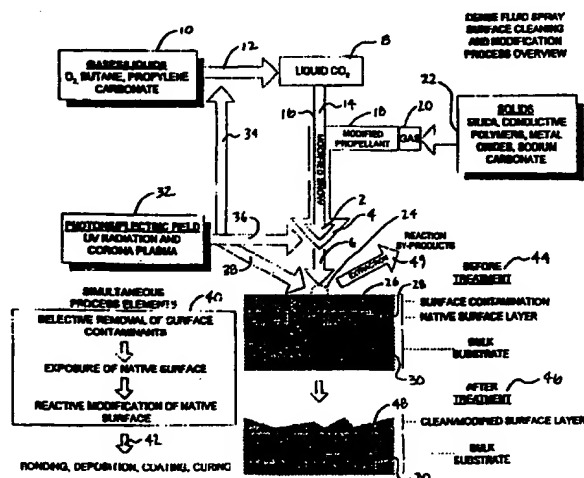 DENSE FLUID SPRAY
SURFACE CLEANING
AND MODIFICATION
PROCESS OVERVIEW
10
12
8
GASES/LIQUIDS
O₂, BUTANE, PROPYLENE
CARBONATE
LIQUID CO₂
16
14
18
20
22
MODIFIED
PROPELLANT
GAS
SOLIDS
SILICA, CONDUCTIVE
POLYMERS, METAL
OXIDES, SODIUM
CARBONATE
34
MODIFIED SNOW
32
2
4
PHOTONS/ELECTRIC FIELD
UV RADIATION AND
CORONA PLASMA
36
6
24
38
REACTION
BY-PRODUCTS
49
BEFORE
TREATMENT
44
26
28
SIMULTANEOUS
PROCESS ELEMENTS
40
SURFACE CONTAMINATION
NATIVE SURFACE LAYER
SELECTIVE REMOVAL OF SURFACE
CONTAMINANTS
EXPOSURE OF NATIVE SURFACE
REACTIVE MODIFICATION OF NATIVE
SURFACE
BULK
SUBSTRATE
30
AFTER
TREATMENT
46
48
CLEAN/MODIFIED SURFACE LAYER
42
BULK
SUBSTRATE
BONDING, DEPOSITION, COATING, CURING
30